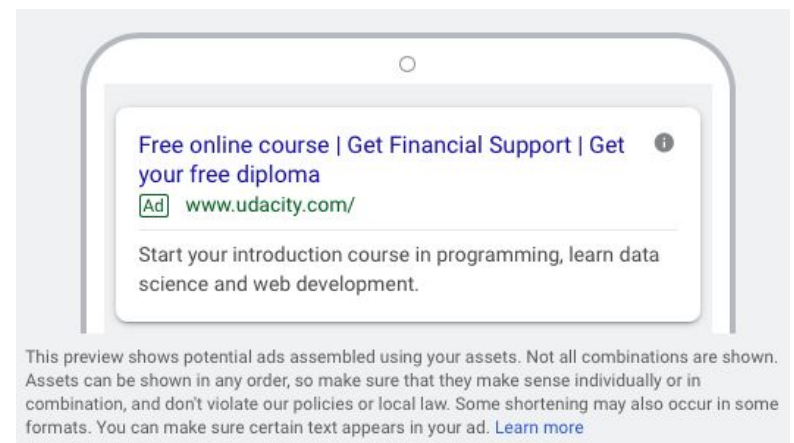 Free online course | Get Financial Support | Get
your free diploma
Ad www.udacity.com/
Start your introduction course in programming, learn data
science and web development.
This preview shows potential ads assembled using your assets. Not all combinations are shown.
Assets can be shown in any order, so make sure that they make sense individually or in
combination, and don't violate our policies or local law. Some shortening may also occur in some
formats. You can make sure certain text appears in your ad. Learn more